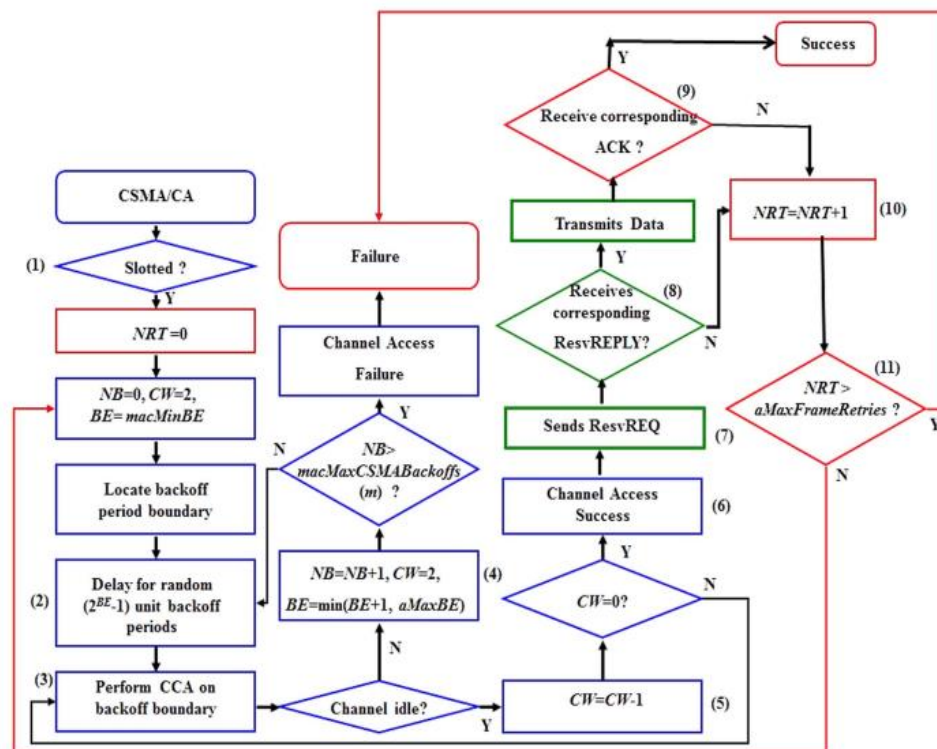 CSMA/CA
(1)
Slotted ?
Y
NRT =0
NB=0, CW=2,
BE= macMinBE
Locate backoff
period boundary
(2)
Delay for random
(2^BE-1) unit backoff
periods
(3)
Perform CCA on
backoff boundary
Channel idle?
N
Y
NB=NB+1, CW=2,
BE=min(BE+1, aMaxBE)
(4)
NB>
macMaxCSMABackoffs
(m) ?
N
Y
Channel Access
Failure
Failure
CW=CW-1
(5)
CW=0?
Y
N
Channel Access
Success
(6)
Sends ResvREQ
(7)
Receives
corresponding
ResvREPLY?
(8)
Y
N
Transmits Data
Receive corresponding
ACK ?
(9)
Y
N
Success
NRT=NRT+1
(10)
NRT >
aMaxFrameRetries ?
(11)
Y
N